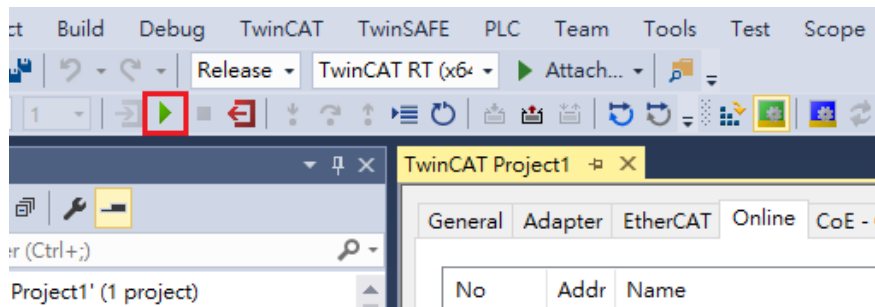 ct Build Debug TwinCAT TwinSAFE PLC Team Tools Test Scope
Release TwinCAT RT (x64 Attach...
1
TwinCAT Project1
General Adapter EtherCAT Online CoE -
er (Ctrl+;)
Project1' (1 project)
No Addr Name